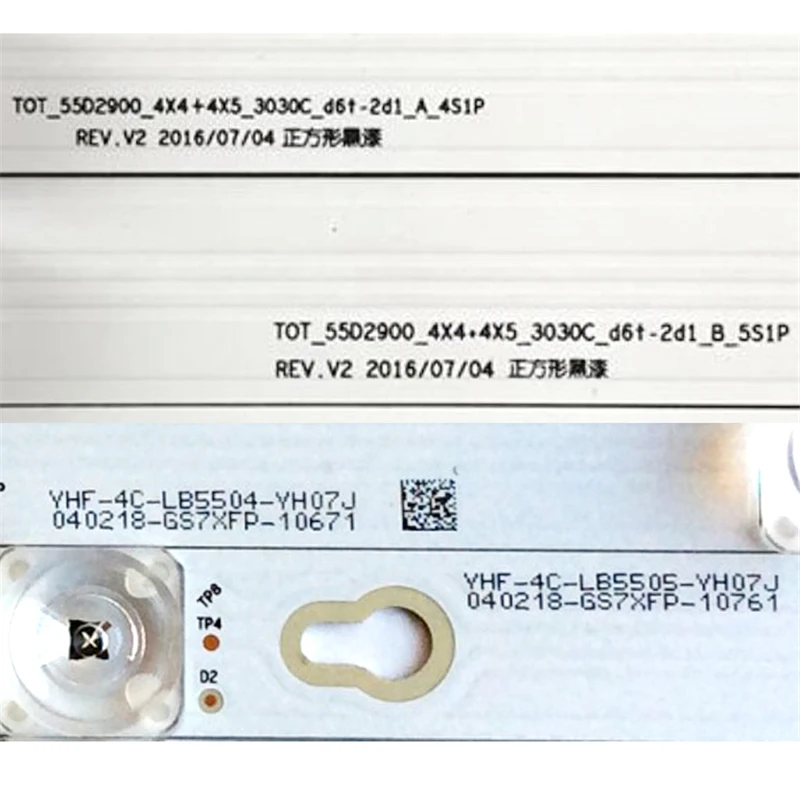 TOT_55D2900_4X4+4X5_3030C_d6t-2d1_A_4S1P
REV.V2 2016/07/04 正方形黑漆
TOT_55D2900_4X4+4X5_3030C_d6t-2d1_B_5S1P
REV.V2 2016/07/04 正方形黑漆
YHF-4C-LB5504-YH07J
040218-GS7XFP-10671
YHF-4C-LB5505-YH07J
040218-GS7XFP-10761
TP8
TP4
D2